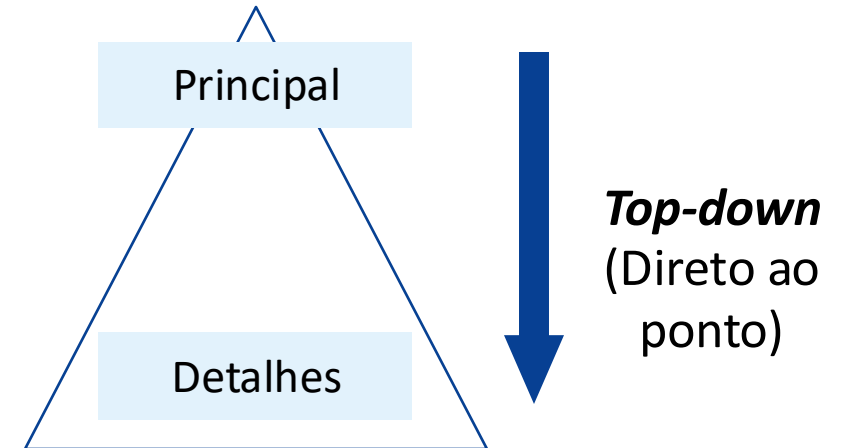 Principal
Top-down
(Direto ao
ponto)
Detalhes